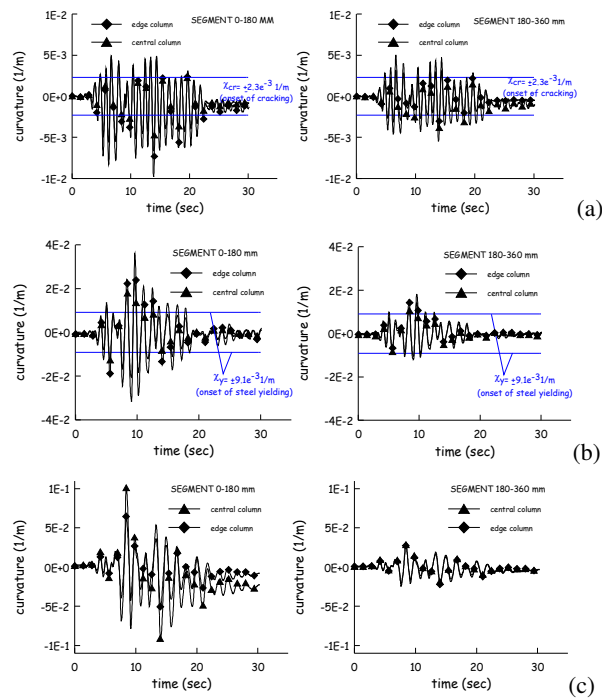 SEGMENT 0-180 MM
edge column
central column
χcr= ±2.3e⁻³ 1/m
(onset of cracking)
curvature (1/m)
1E-2
5E-3
0E+0
-5E-3
-1E-2
0 10 20 30
time (sec)
SEGMENT 180-360 mm
edge column
central column
χcr= ±2.3e⁻³ 1/m
(onset of cracking)
curvature (1/m)
1E-2
5E-3
0E+0
-5E-3
-1E-2
0 10 20 30
time (sec)
(a)
SEGMENT 0-180 mm
edge column
central column
χy= ±9.1e⁻³1/m
(onset of steel yielding)
curvature (1/m)
4E-2
2E-2
0E+0
-2E-2
-4E-2
0 10 20 30
time (sec)
SEGMENT 180-360 mm
edge column
central column
χy= ±9.1e⁻³1/m
(onset of steel yielding)
curvature (1/m)
4E-2
2E-2
0E+0
-2E-2
-4E-2
0 10 20 30
time (sec)
(b)
SEGMENT 0-180 mm
central column
edge column
curvature (1/m)
1E-1
5E-2
0E+0
-5E-2
-1E-1
0 10 20 30
time (sec)
SEGMENT 180-360 mm
central column
edge column
curvature (1/m)
1E-1
5E-2
0E+0
-5E-2
-1E-1
0 10 20 30
time (sec)
(c)